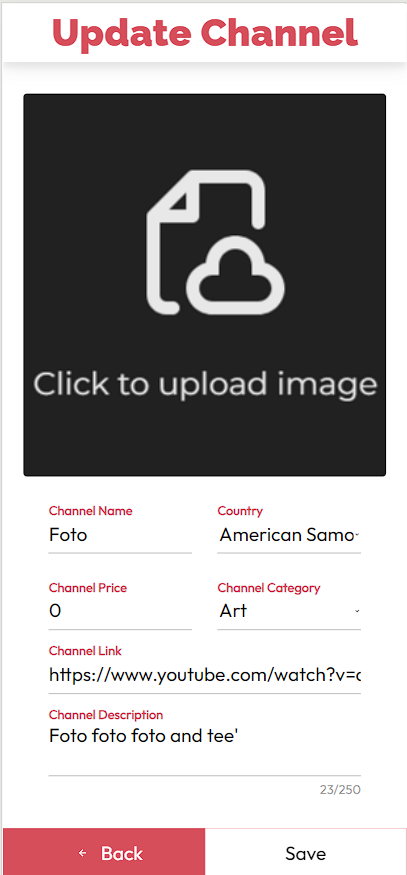 Update Channel
Click to upload image
Channel Name
Country
Foto
American Samo
Channel Price
Channel Category
0
Art
Channel Link
https://www.youtube.com/watch?v=
Channel Description
Foto foto foto and tee'
23/250
← Back
Save